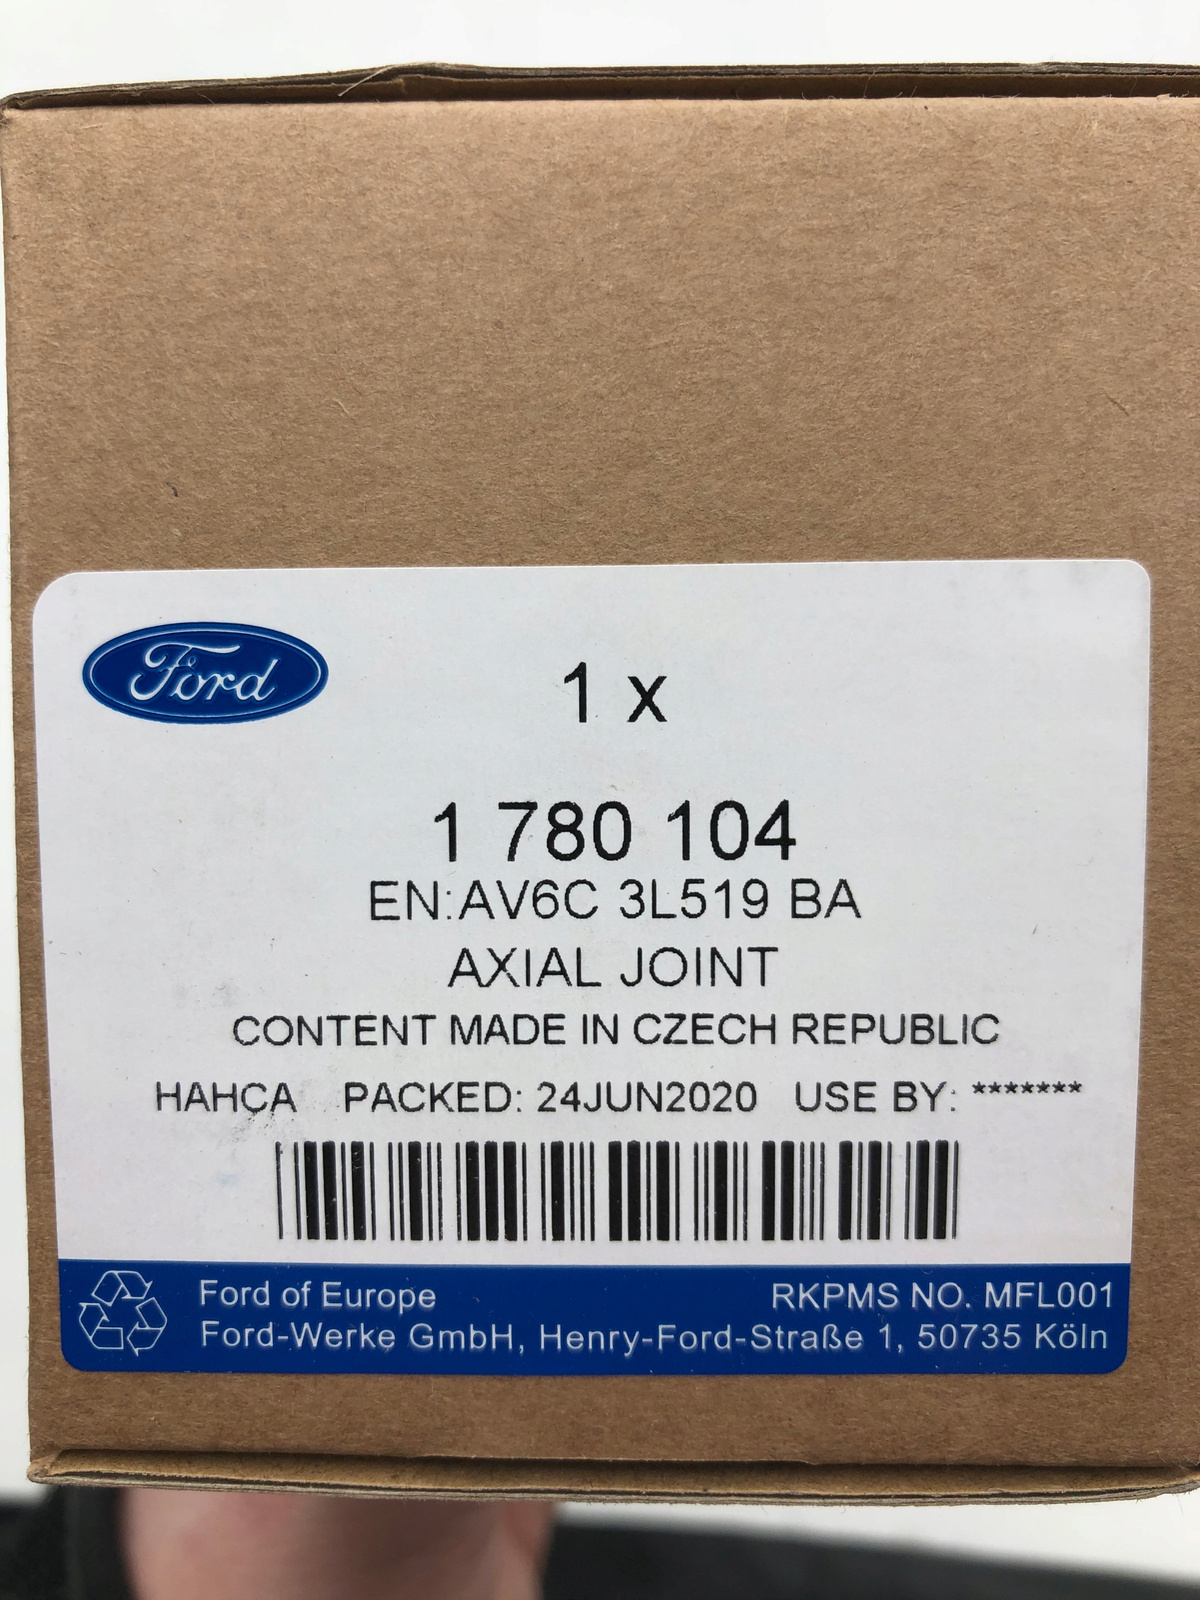 Ford
1 x
1 780 104
EN:AV6C 3L519 BA
AXIAL JOINT
CONTENT MADE IN CZECH REPUBLIC
HAHCA PACKED: 24JUN2020 USE BY: *******
Ford of Europe RKPMS NO. MFL001
Ford-Werke GmbH, Henry-Ford-Straße 1, 50735 Köln